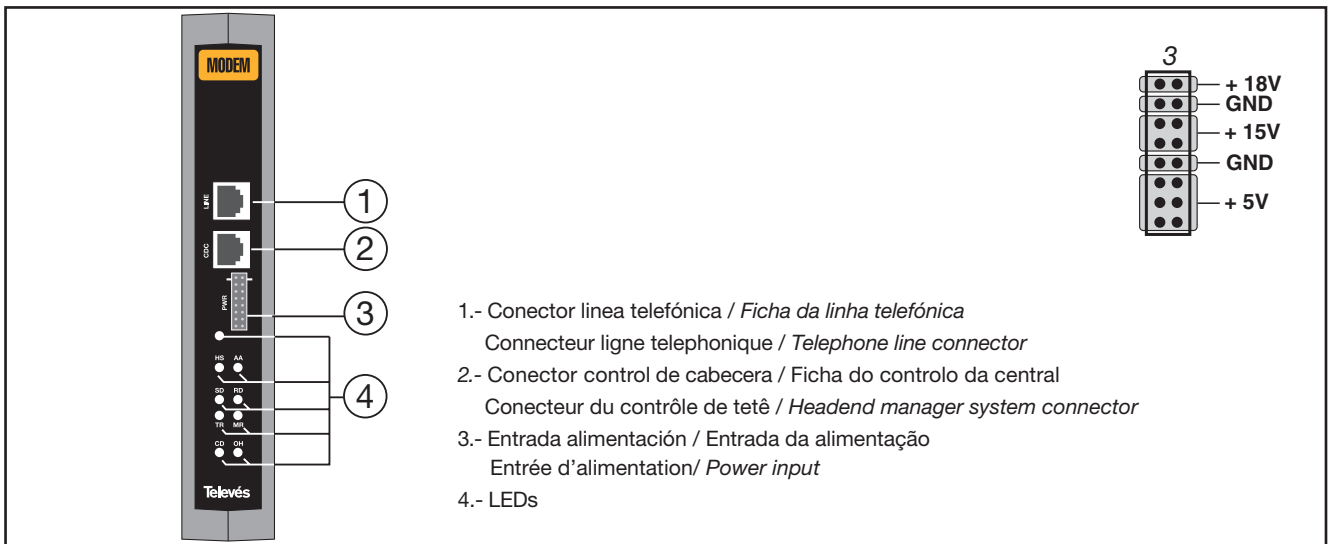 MODEM
LINE
CDC
PWR
HS AA
SD RD
TR MR
CD OH
Televés
1
2
3
4
3
+ 18V
GND
+ 15V
GND
+ 5V
1.- Conector linea telefónica / Ficha da linha telefónica
Connecteur ligne telephonique / Telephone line connector
2.- Conector control de cabecera / Ficha do controlo da central
Conecteur du contrôle de tetê / Headend manager system connector
3.- Entrada alimentación / Entrada da alimentação
Entrée d'alimentation/ Power input
4.- LEDs